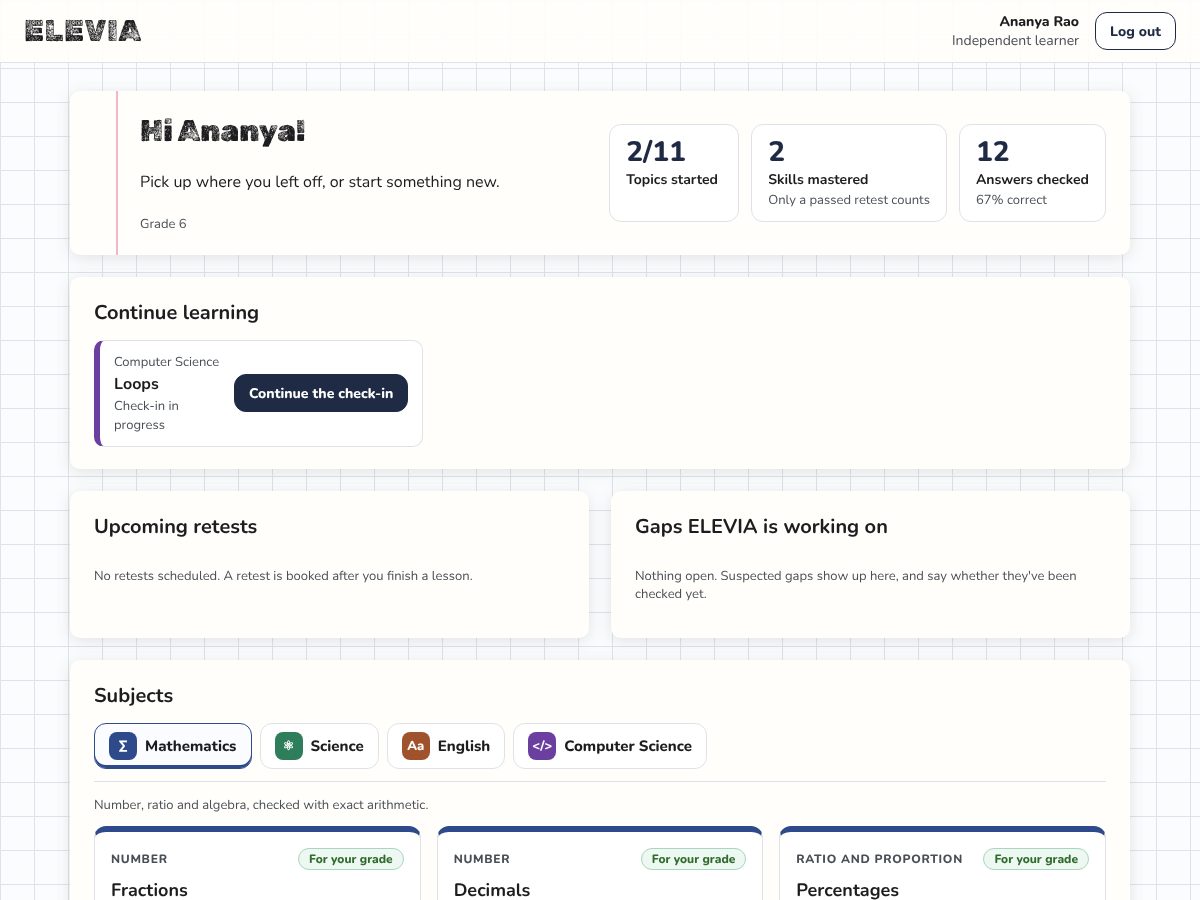 ELEVIA
Ananya Rao
Independent learner
Log out
Hi Ananya!
Pick up where you left off, or start something new.
Grade 6
2/11
Topics started
2
Skills mastered
Only a passed retest counts
12
Answers checked
67% correct
Continue learning
Computer Science
Loops
Check-in in
progress
Continue the check-in
Upcoming retests
No retests scheduled. A retest is booked after you finish a lesson.
Gaps ELEVIA is working on
Nothing open. Suspected gaps show up here, and say whether they've been
checked yet.
Subjects
Σ Mathematics
⚛ Science
Aa English
</> Computer Science
Number, ratio and algebra, checked with exact arithmetic.
NUMBER
For your grade
Fractions
NUMBER
For your grade
Decimals
RATIO AND PROPORTION
For your grade
Percentages